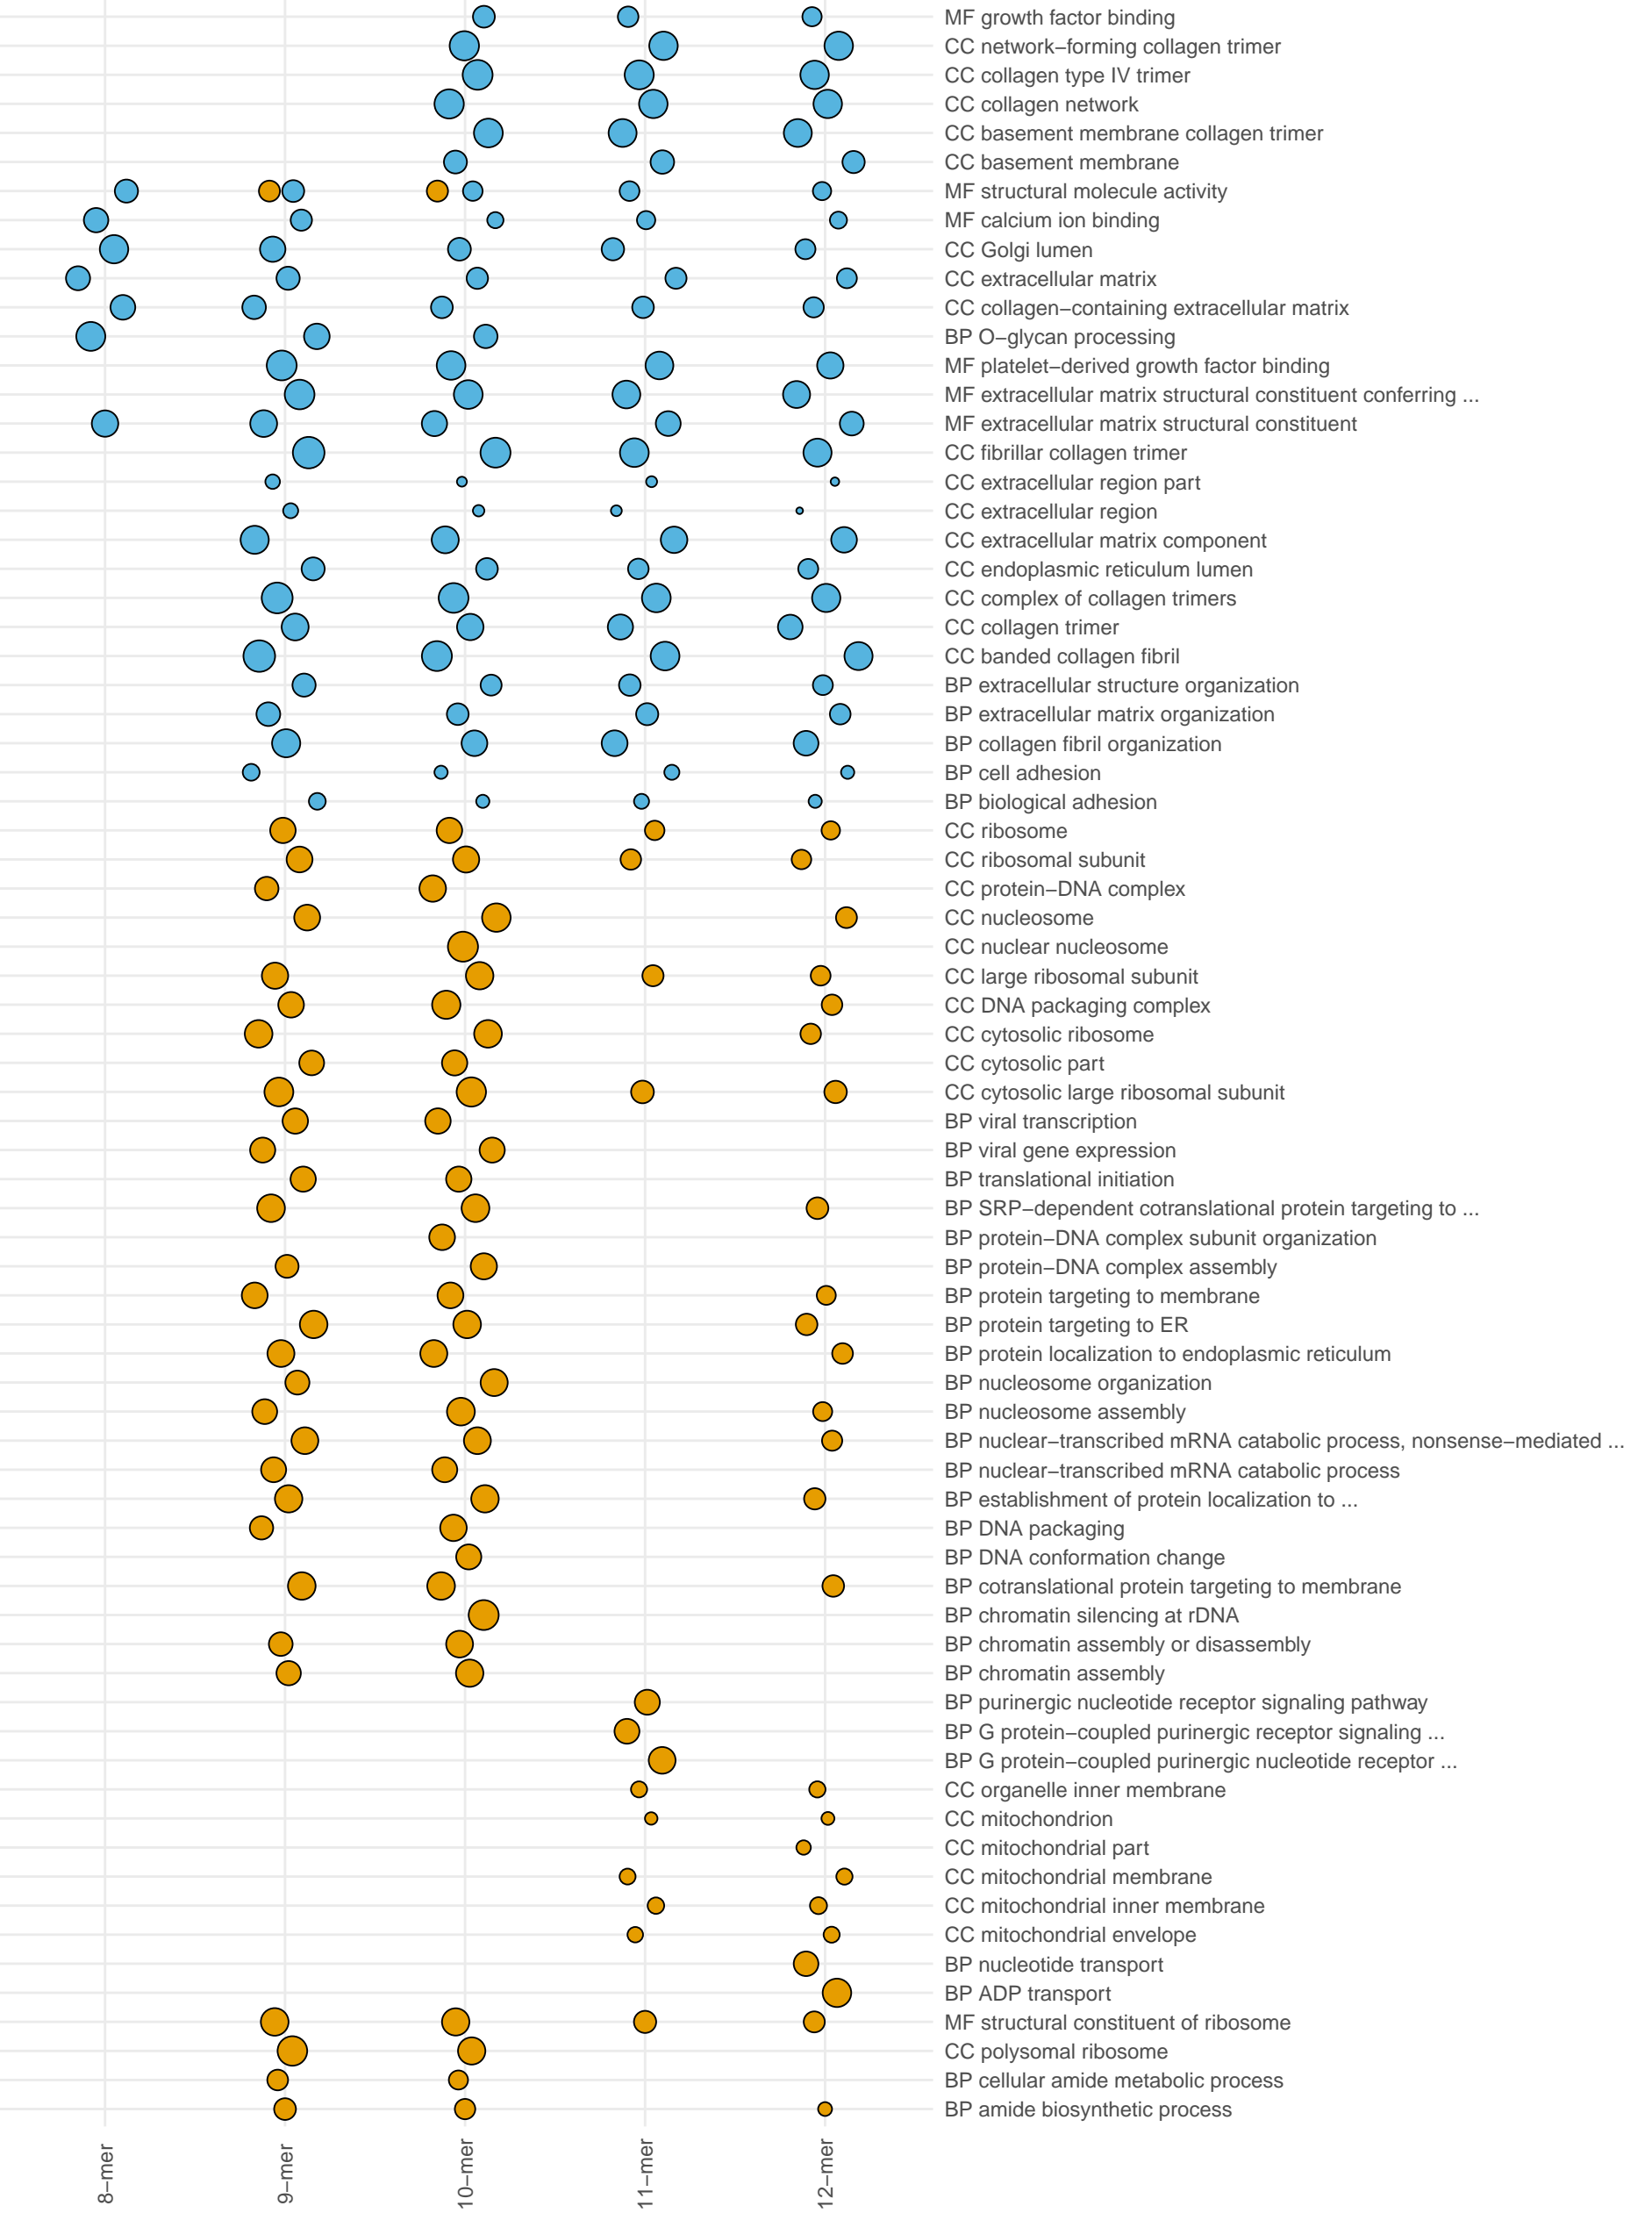 MF growth factor binding
CC network−forming collagen trimer
CC collagen type IV trimer
CC collagen network
CC basement membrane collagen trimer
CC basement membrane
MF structural molecule activity
MF calcium ion binding
CC Golgi lumen
CC extracellular matrix
CC collagen−containing extracellular matrix
BP O−glycan processing
MF platelet−derived growth factor binding
MF extracellular matrix structural constituent conferring ...
MF extracellular matrix structural constituent
CC fibrillar collagen trimer
CC extracellular region part
CC extracellular region
CC extracellular matrix component
CC endoplasmic reticulum lumen
CC complex of collagen trimers
CC collagen trimer
CC banded collagen fibril
BP extracellular structure organization
BP extracellular matrix organization
BP collagen fibril organization
BP cell adhesion
BP biological adhesion
CC ribosome
CC ribosomal subunit
CC protein−DNA complex
CC nucleosome
CC nuclear nucleosome
CC large ribosomal subunit
CC DNA packaging complex
CC cytosolic ribosome
CC cytosolic part
CC cytosolic large ribosomal subunit
BP viral transcription
BP viral gene expression
BP translational initiation
BP SRP−dependent cotranslational protein targeting to ...
BP protein−DNA complex subunit organization
BP protein−DNA complex assembly
BP protein targeting to membrane
BP protein targeting to ER
BP protein localization to endoplasmic reticulum
BP nucleosome organization
BP nucleosome assembly
BP nuclear−transcribed mRNA catabolic process, nonsense−mediated ...
BP nuclear−transcribed mRNA catabolic process
BP establishment of protein localization to ...
BP DNA packaging
BP DNA conformation change
BP cotranslational protein targeting to membrane
BP chromatin silencing at rDNA
BP chromatin assembly or disassembly
BP chromatin assembly
BP purinergic nucleotide receptor signaling pathway
BP G protein−coupled purinergic receptor signaling ...
BP G protein−coupled purinergic nucleotide receptor ...
CC organelle inner membrane
CC mitochondrion
CC mitochondrial part
CC mitochondrial membrane
CC mitochondrial inner membrane
CC mitochondrial envelope
BP nucleotide transport
BP ADP transport
MF structural constituent of ribosome
CC polysomal ribosome
BP cellular amide metabolic process
BP amide biosynthetic process
8−mer
9−mer
10−mer
11−mer
12−mer